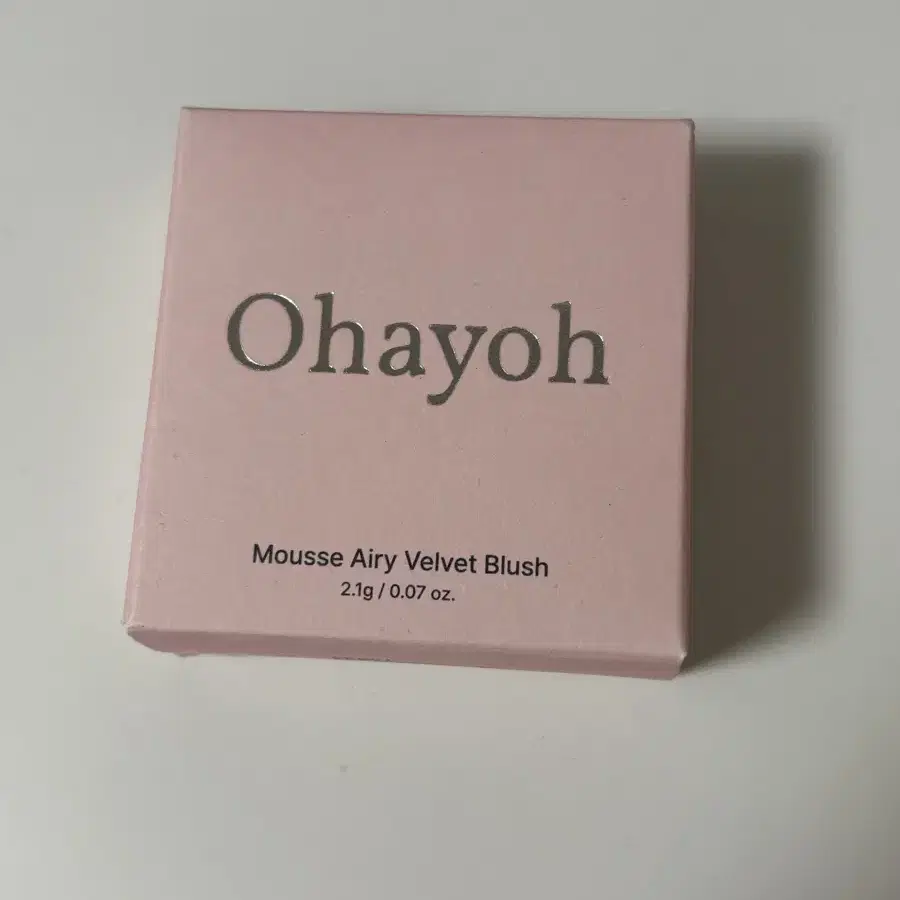 Ohayoh
Mousse Airy Velvet Blush
2.1g / 0.07 oz.